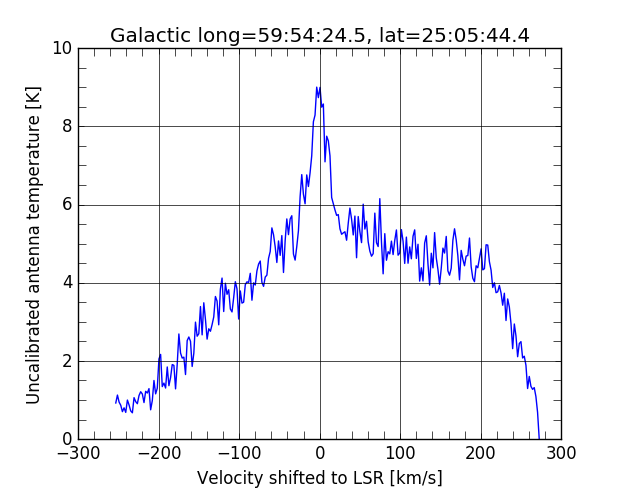 Galactic long=59:54:24.5, lat=25:05:44.4
Uncalibrated antenna temperature [K]
10
8
6
4
2
0
−300 −200 −100 0 100 200 300
Velocity shifted to LSR [km/s]